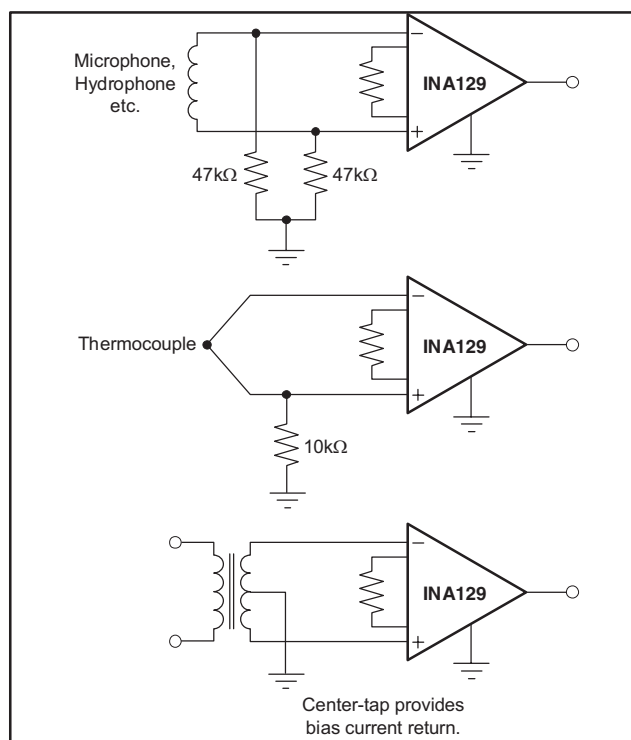 Microphone,
Hydrophone
etc.
−
INA129
+
47kΩ
47kΩ
Thermocouple
−
INA129
+
10kΩ
−
INA129
+
Center-tap provides
bias current return.